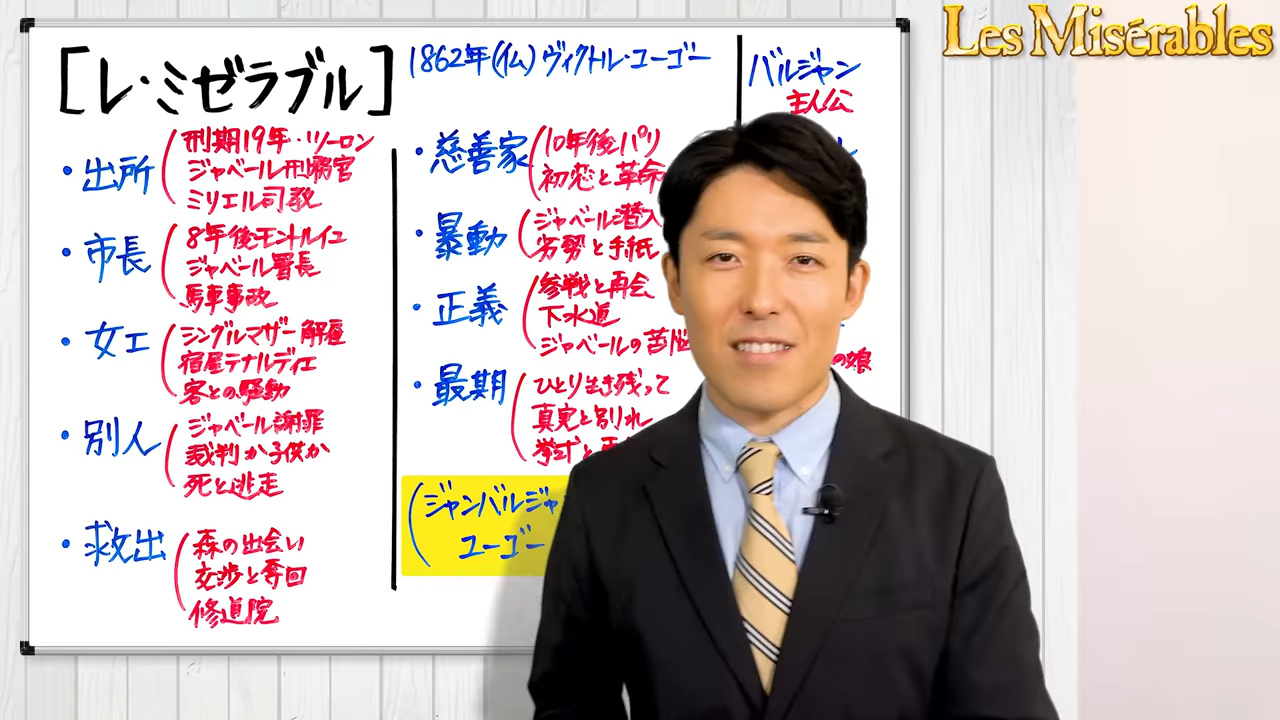 Les Misérables
[レ・ミゼラブル]
1862年(仏)ヴィクトル・ユーゴー
・出所
刑期19年・ツーロン
ジャベール刑務官
ミリエル司教
・市長
8年後モントルイユ
ジャベール署長
馬車事故
・女工
シングルマザー解雇
宿屋テナルディエ
客との騒動
・別人
ジャベール謝罪
裁判か子供か
死と逃走
・救出
森の出会い
交渉と奪回
修道院
・慈善家
10年後パリ
初恋と革命
・暴動
ジャベール潜入
労働と手紙
・正義
参戦と再会
下水道
ジャベールの苦悩
・最期
ひとり生き残って
真実と別れ
挙式と
ジャンバルジャ
ユーゴー
バルジャン
主人公
の娘